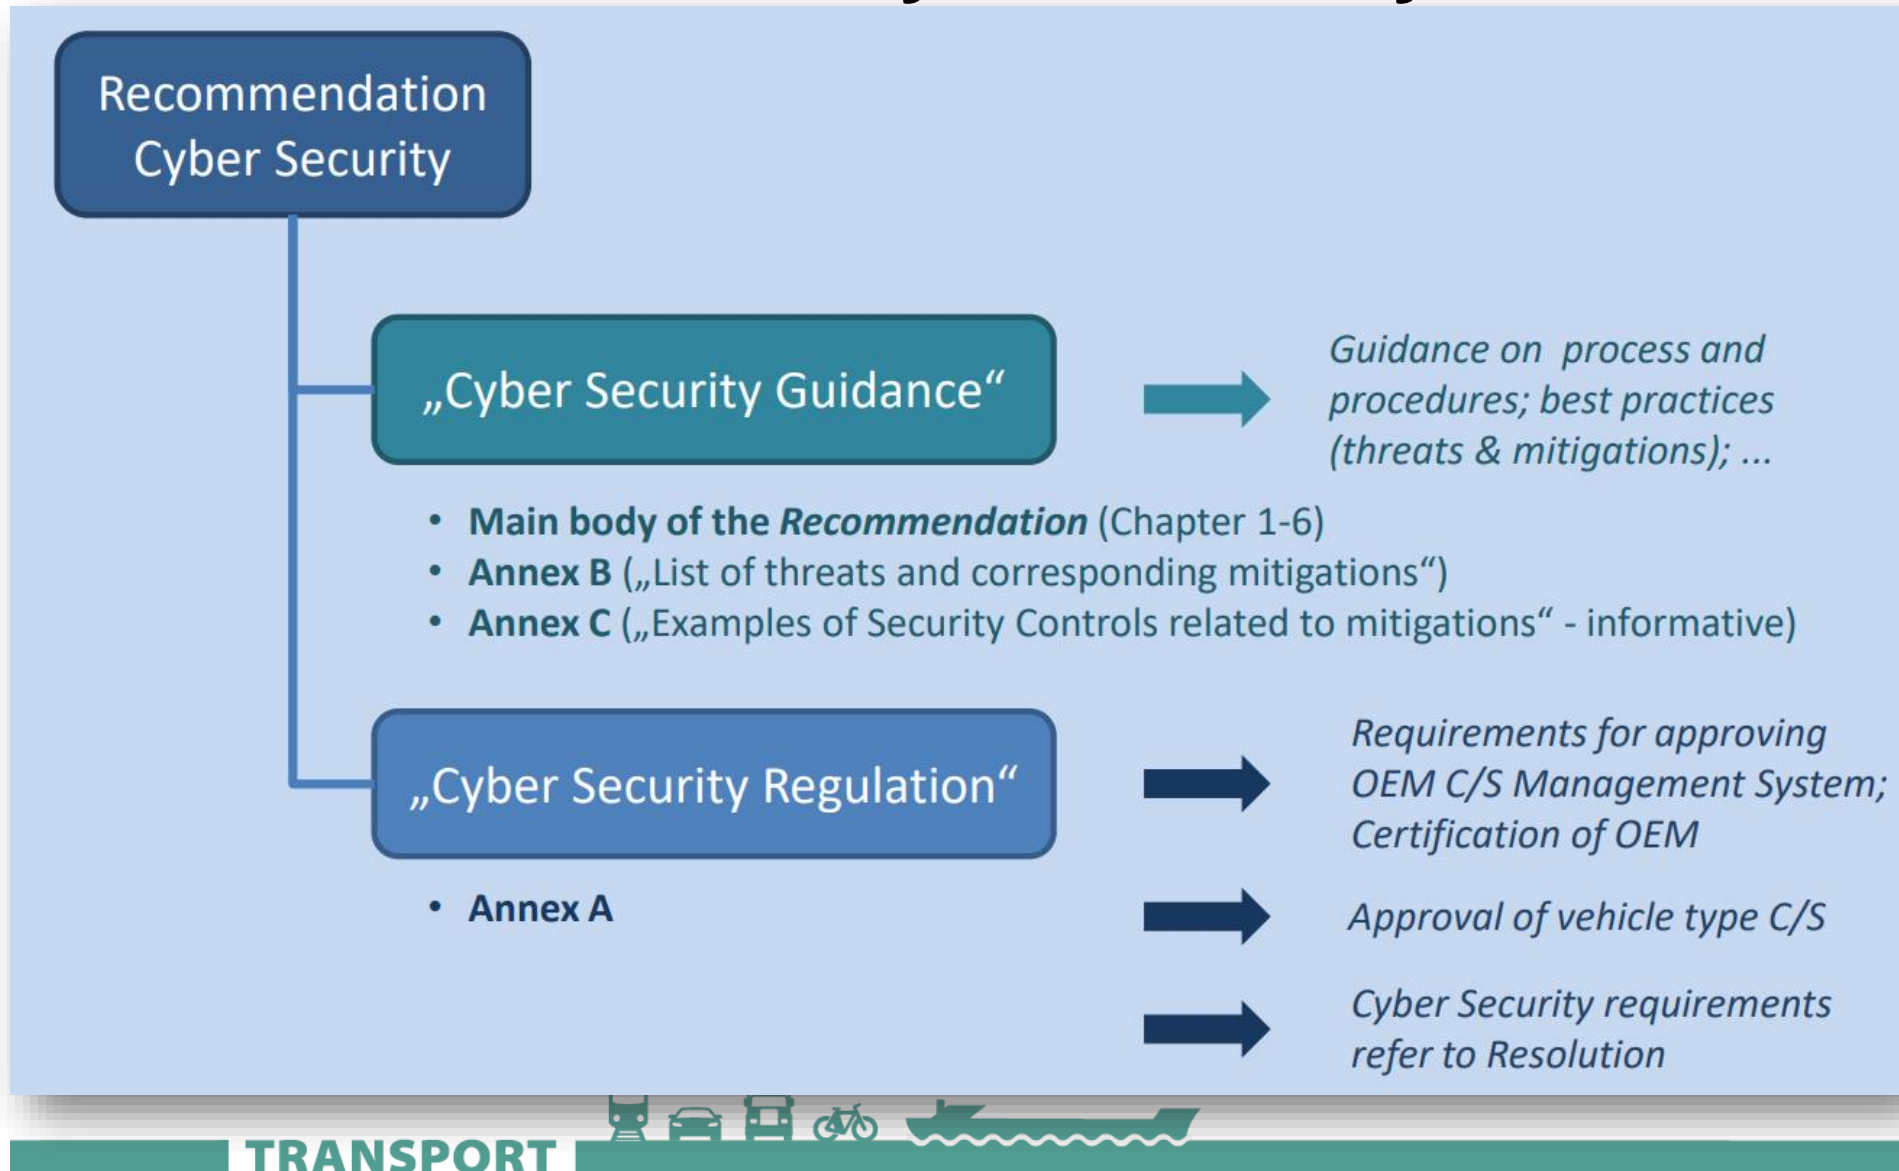 Recommendation
Cyber Security
„Cyber Security Guidance“
Guidance on process and
procedures; best practices
(threats & mitigations); ...
• Main body of the Recommendation (Chapter 1-6)
• Annex B („List of threats and corresponding mitigations“)
• Annex C („Examples of Security Controls related to mitigations“ - informative)
„Cyber Security Regulation“
Requirements for approving
OEM C/S Management System;
Certification of OEM
• Annex A
Approval of vehicle type C/S
Cyber Security requirements
refer to Resolution
TRANSPORT